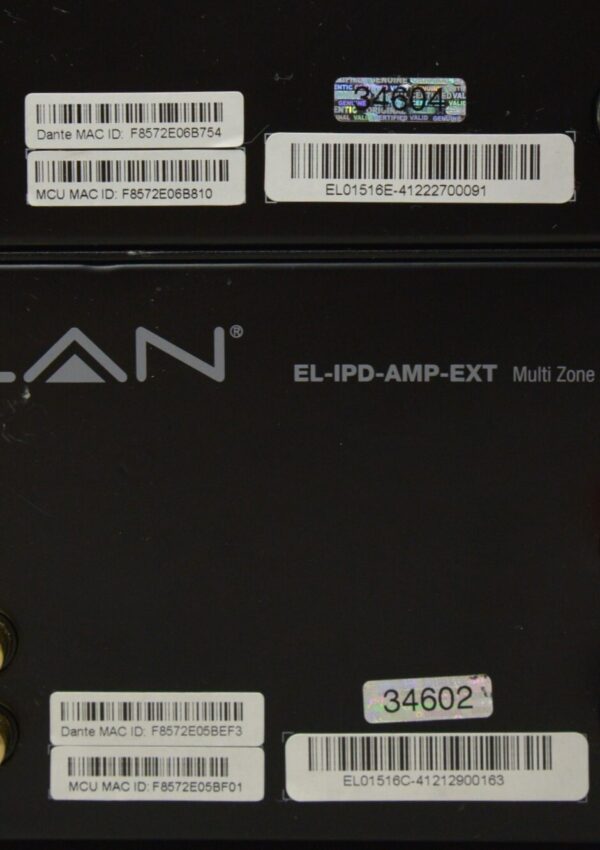 34604
Dante MAC ID: F8572E06B754
MCU MAC ID: F8572E06B810
EL01516E-41222700091
LAN®
EL-IPD-AMP-EXT Multi Zone
34602
Dante MAC ID: F8572E05BEF3
MCU MAC ID: F8572E05BF01
EL01516C-41212900163